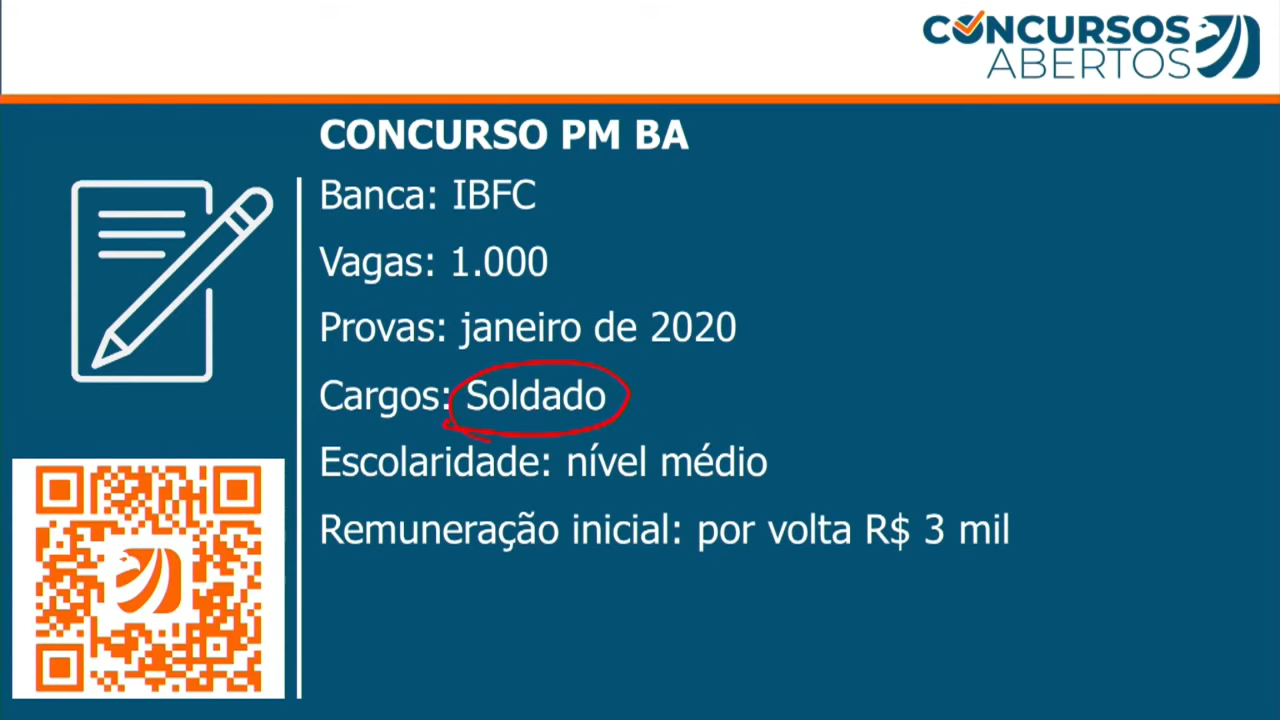 CONCURSOS
ABERTOS
CONCURSO PM BA
Banca: IBFC
Vagas: 1.000
Provas: janeiro de 2020
Cargos: Soldado
Escolaridade: nível médio
Remuneração inicial: por volta R$ 3 mil